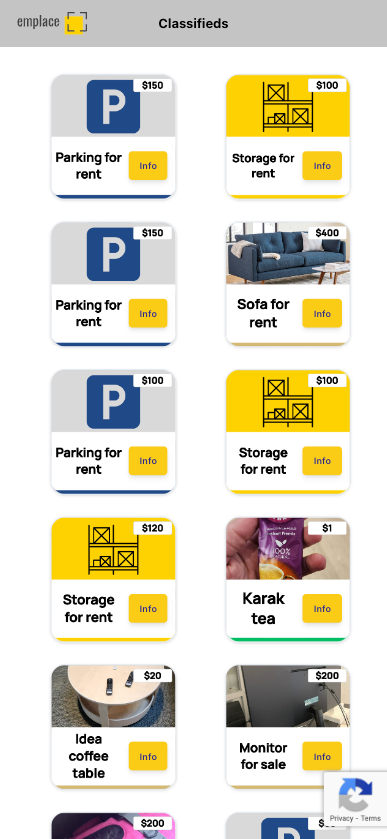 emplace
Classifieds
$150
P
Parking for
rent
Info
$100
Storage for
rent
Info
$150
P
Parking for
rent
Info
$400
Sofa for
rent
Info
$100
P
Parking for
rent
Info
$100
Storage
for rent
Info
$120
Storage
for rent
Info
$1
100%
Karak
tea
Info
$20
Idea
coffee
table
Info
$200
Monitor
for sale
Info
$200
Privacy - Terms